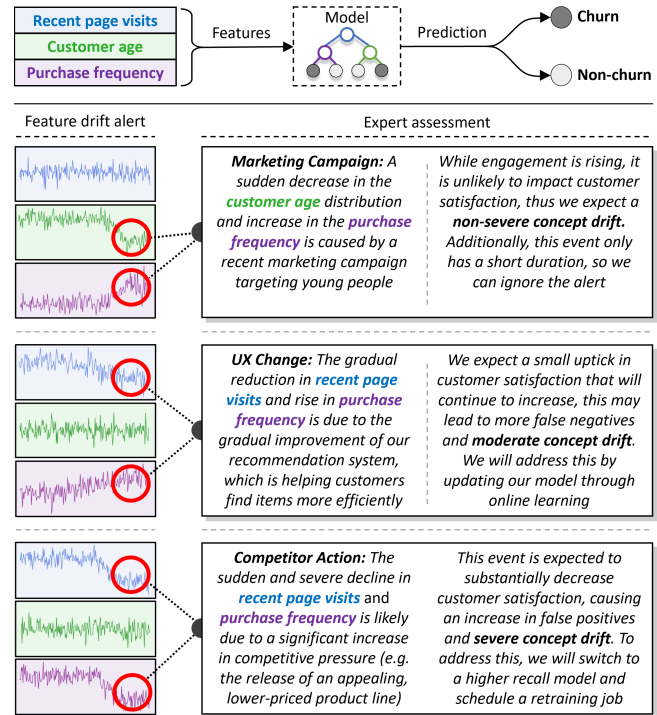 Recent page visits
Customer age
Purchase frequency
Features
Model
Prediction
Churn
Non-churn
Feature drift alert
Expert assessment
Marketing Campaign: A
sudden decrease in the
customer age distribution
and increase in the purchase
frequency is caused by a
recent marketing campaign
targeting young people
While engagement is rising, it
is unlikely to impact customer
satisfaction, thus we expect a
non-severe concept drift.
Additionally, this event only
has a short duration, so we
can ignore the alert
UX Change: The gradual
reduction in recent page
visits and rise in purchase
frequency is due to the
gradual improvement of our
recommendation system,
which is helping customers
find items more efficiently
We expect a small uptick in
customer satisfaction that will
continue to increase, this may
lead to more false negatives
and moderate concept drift.
We will address this by
updating our model through
online learning
Competitor Action: The
sudden and severe decline in
recent page visits and
purchase frequency is likely
due to a significant increase
in competitive pressure (e.g.
the release of an appealing,
lower-priced product line)
This event is expected to
substantially decrease
customer satisfaction, causing
an increase in false positives
and severe concept drift. To
address this, we will switch to
a higher recall model and
schedule a retraining job